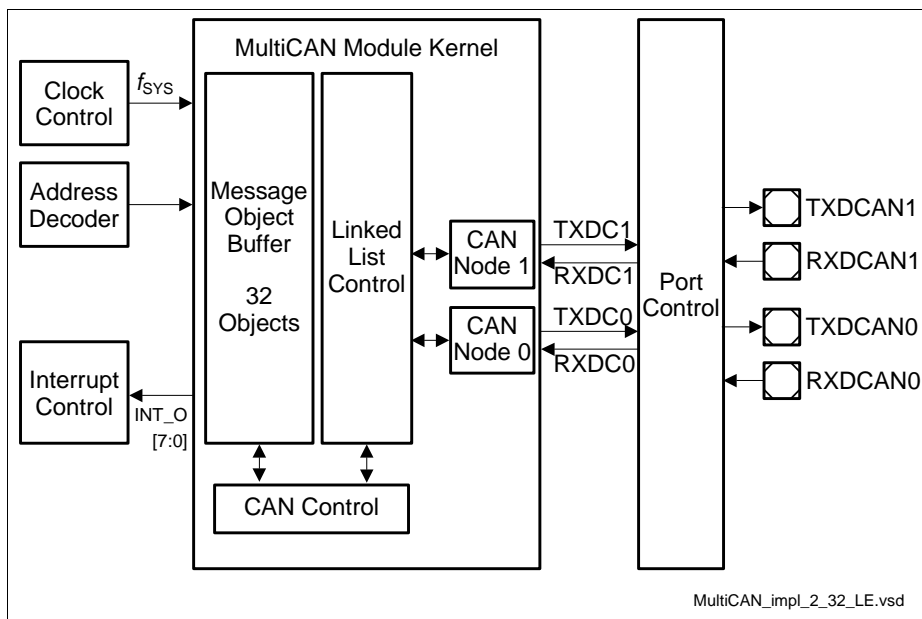 MultiCAN Module Kernel
Clock
Control
fSYS
Address
Decoder
Interrupt
Control
INT_O
[7:0]
Message
Object
Buffer
32
Objects
Linked
List
Control
CAN Control
CAN
Node 1
CAN
Node 0
TXDC1
RXDC1
TXDC0
RXDC0
Port
Control
TXDCAN1
RXDCAN1
TXDCAN0
RXDCAN0
MultiCAN_impl_2_32_LE.vsd